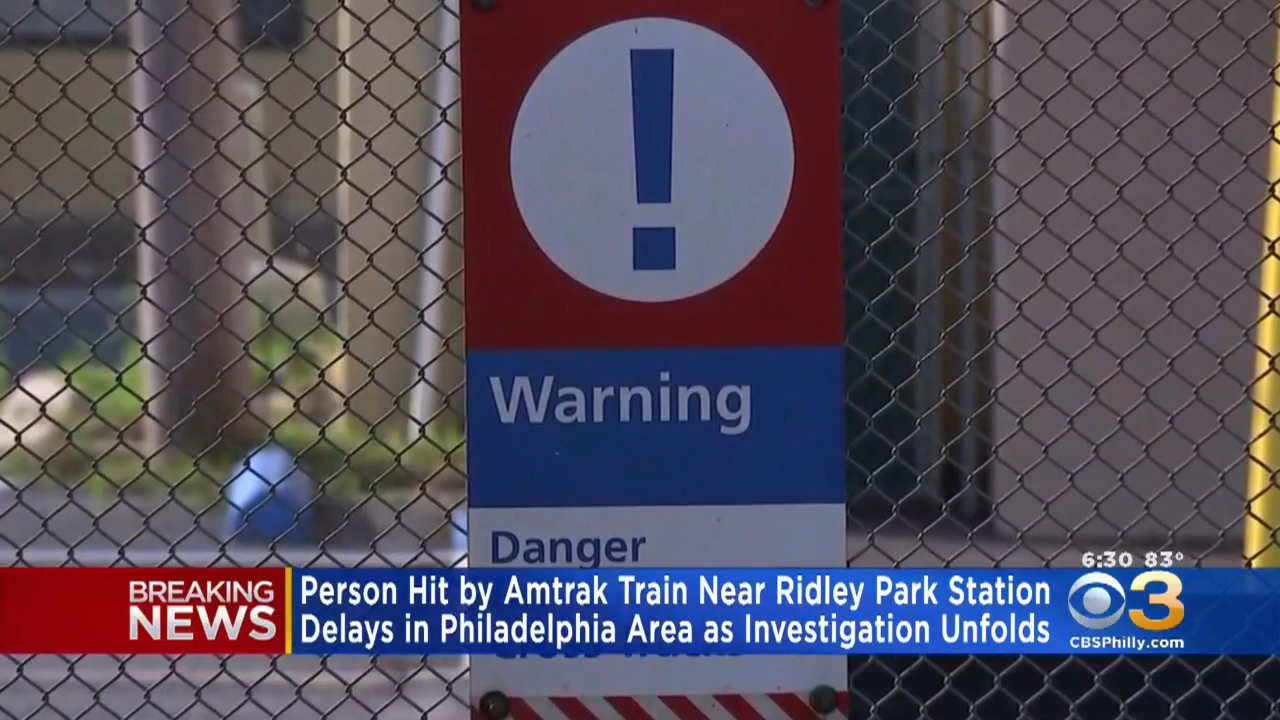 !
Warning
Danger
6:30 83°
BREAKING
NEWS
Person Hit by Amtrak Train Near Ridley Park Station
Delays in Philadelphia Area as Investigation Unfolds
3
CBSPhilly.com